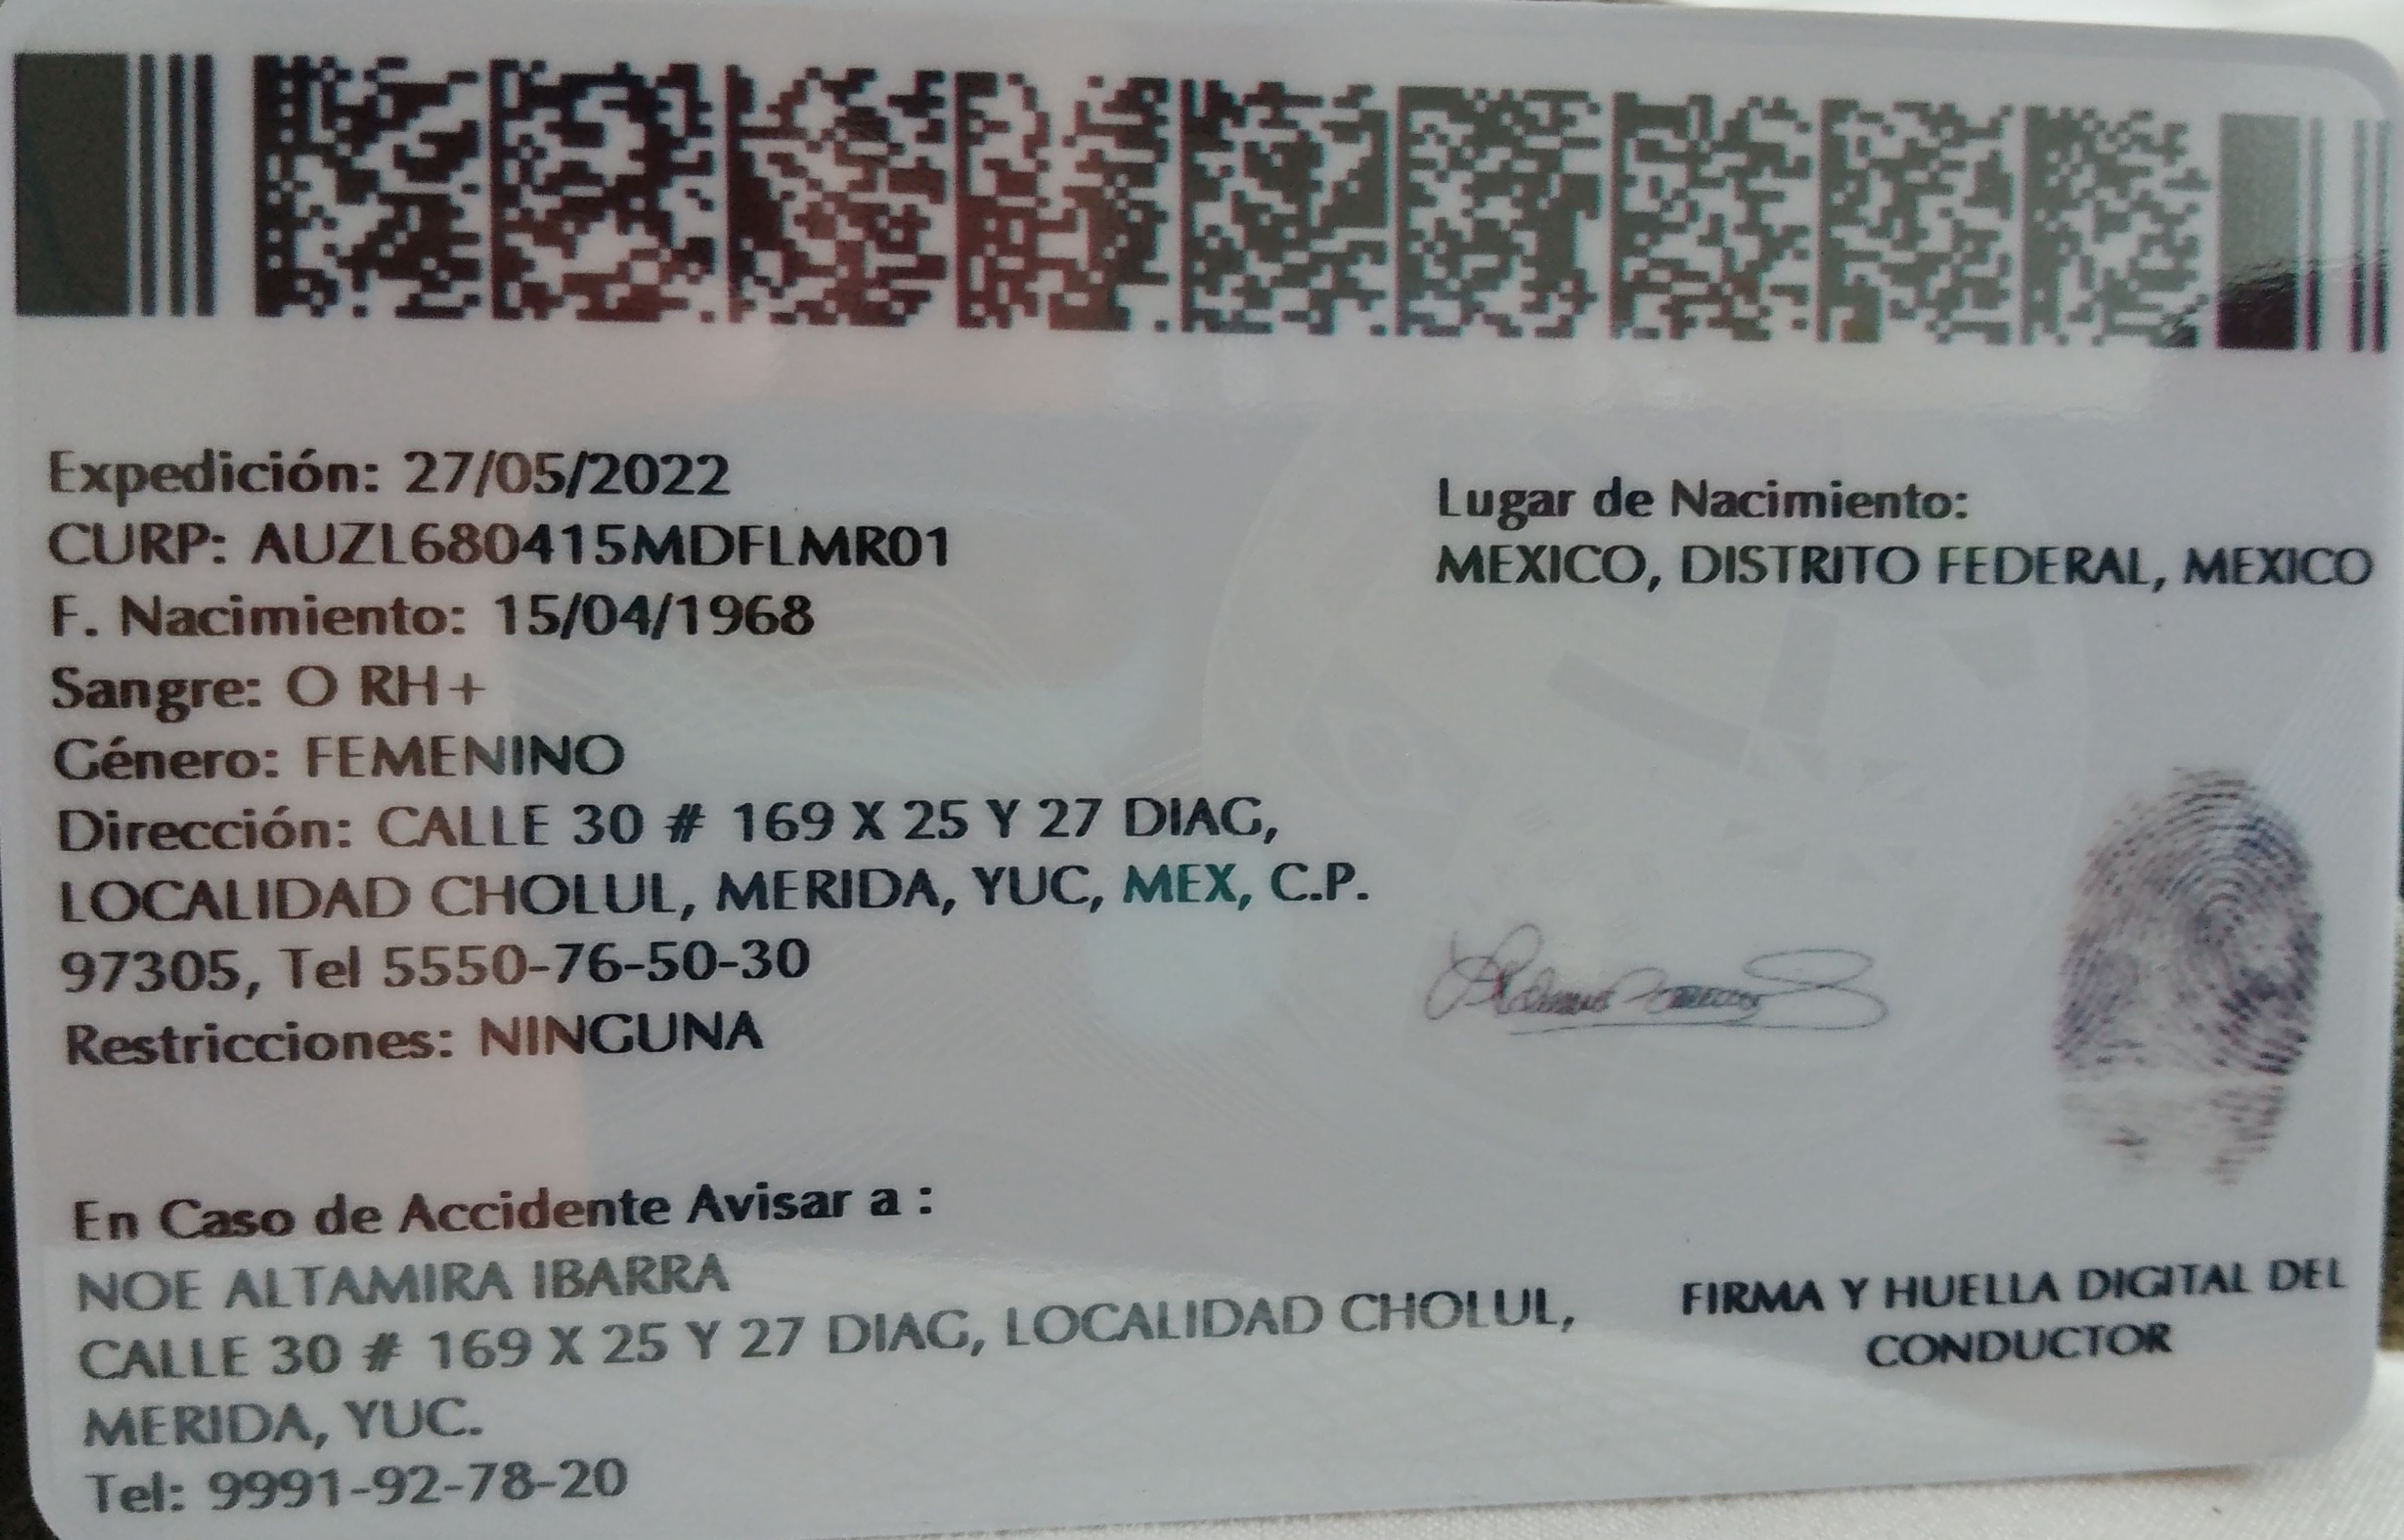 Expedición: 27/05/2022
CURP: AUZL680415MDFLMR01
F. Nacimiento: 15/04/1968
Sangre: O RH+
Género: FEMENINO
Dirección: CALLE 30 # 169 X 25 Y 27 DIAG,
LOCALIDAD CHOLUL, MERIDA, YUC, MEX, C.P.
97305, Tel 5550-76-50-30
Restricciones: NINGUNA
Lugar de Nacimiento:
MEXICO, DISTRITO FEDERAL, MEXICO
En Caso de Accidente Avisar a :
NOE ALTAMIRA IBARRA
CALLE 30 # 169 X 25 Y 27 DIAG, LOCALIDAD CHOLUL,
MERIDA, YUC.
Tel: 9991-92-78-20
FIRMA Y HUELLA DIGITAL DEL
CONDUCTOR